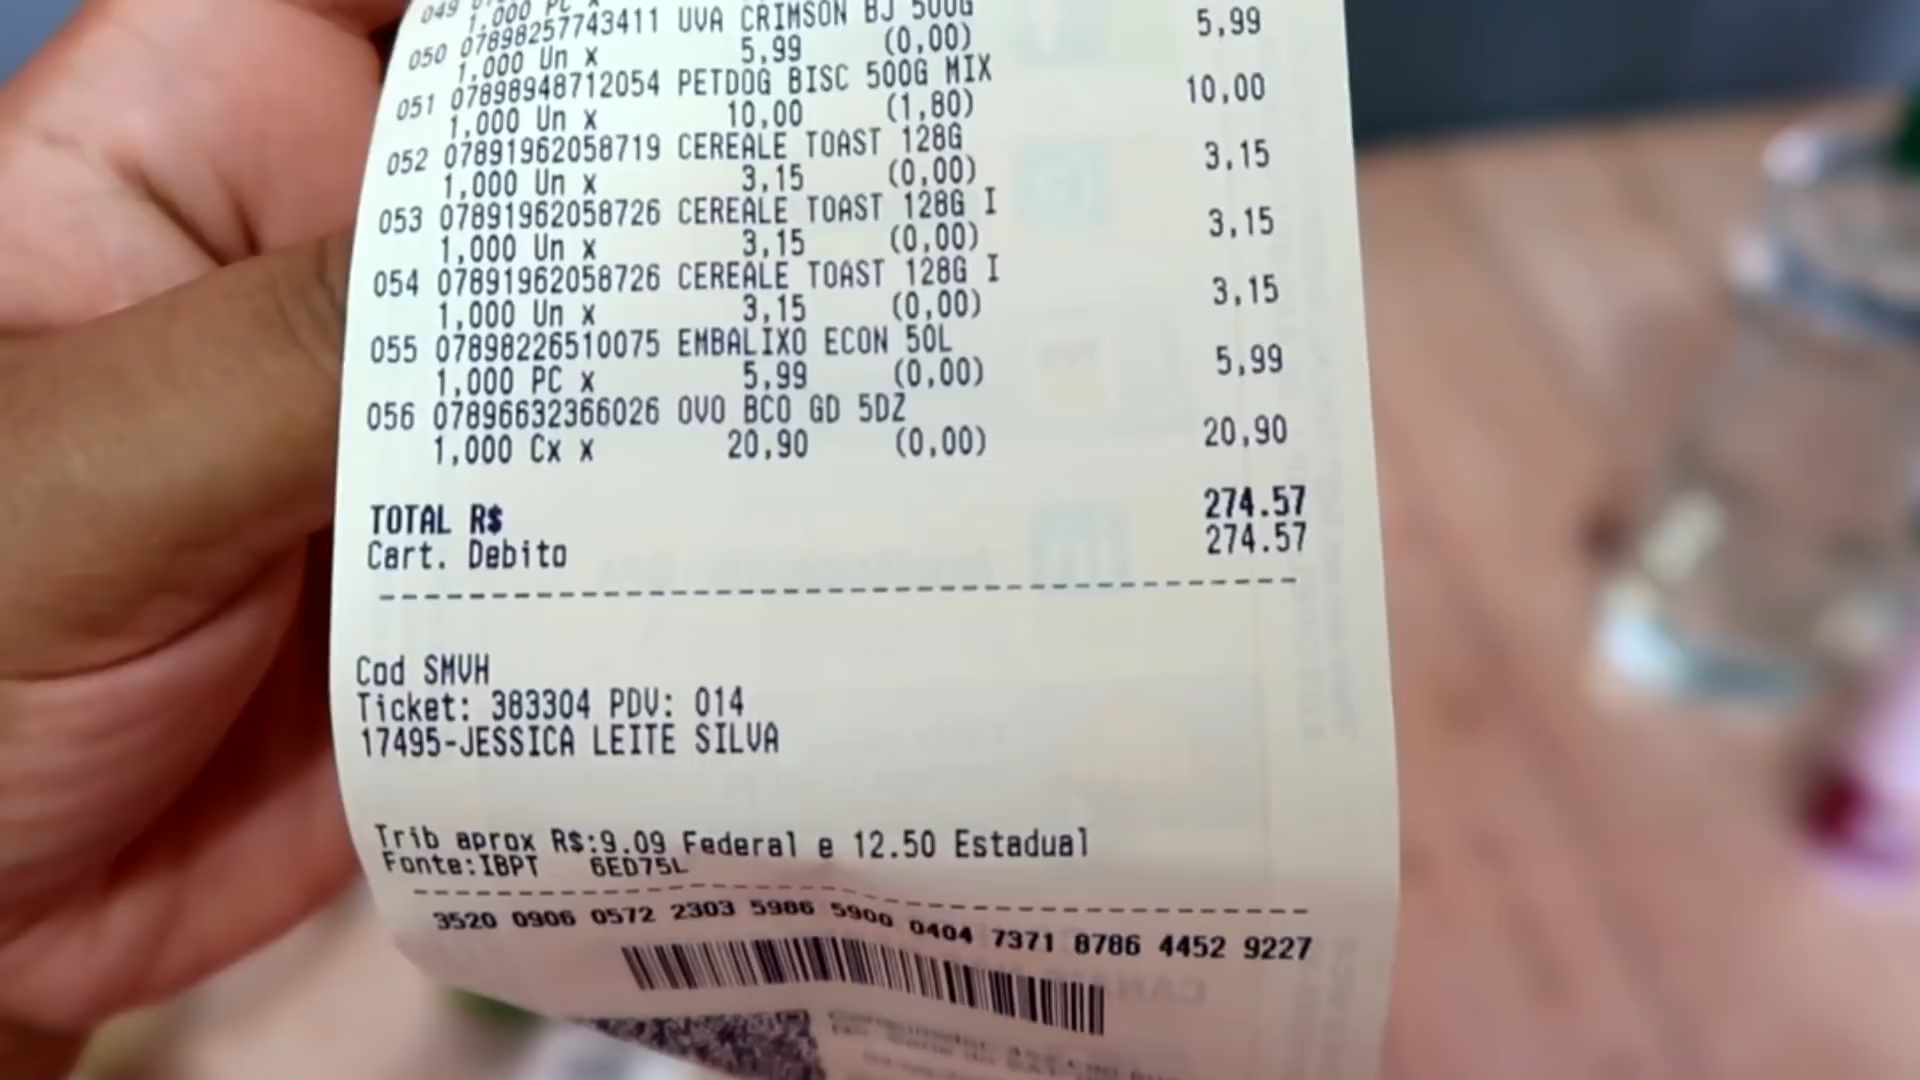 049
1,000 PC x
050 07898257743411 UVA CRIMSON BJ 500G
1,000 Un x 5,99 (0,00) 5,99
051 07898948712054 PETDOG BISC 500G MIX
1,000 Un x 10,00 (1,80) 10,00
052 07891962058719 CEREALE TOAST 128G
1,000 Un x 3,15 (0,00) 3,15
053 07891962058726 CEREALE TOAST 128G I
1,000 Un x 3,15 (0,00) 3,15
054 07891962058726 CEREALE TOAST 128G I
1,000 Un x 3,15 (0,00) 3,15
055 07898226510075 EMBALIXO ECON 50L
1,000 PC x 5,99 (0,00) 5,99
056 07896632366026 OVO BCO GD 5DZ
1,000 Cx x 20,90 (0,00) 20,90
TOTAL R$ 274.57
Cart. Debito 274.57
Cod SMVH
Ticket: 383304 PDV: 014
17495-JESSICA LEITE SILVA
Trib aprox R$:9.09 Federal e 12.50 Estadual
Fonte:IBPT 6ED75L
3520 0906 0572 2303 5986 5900 0404 7371 8786 4452 9227